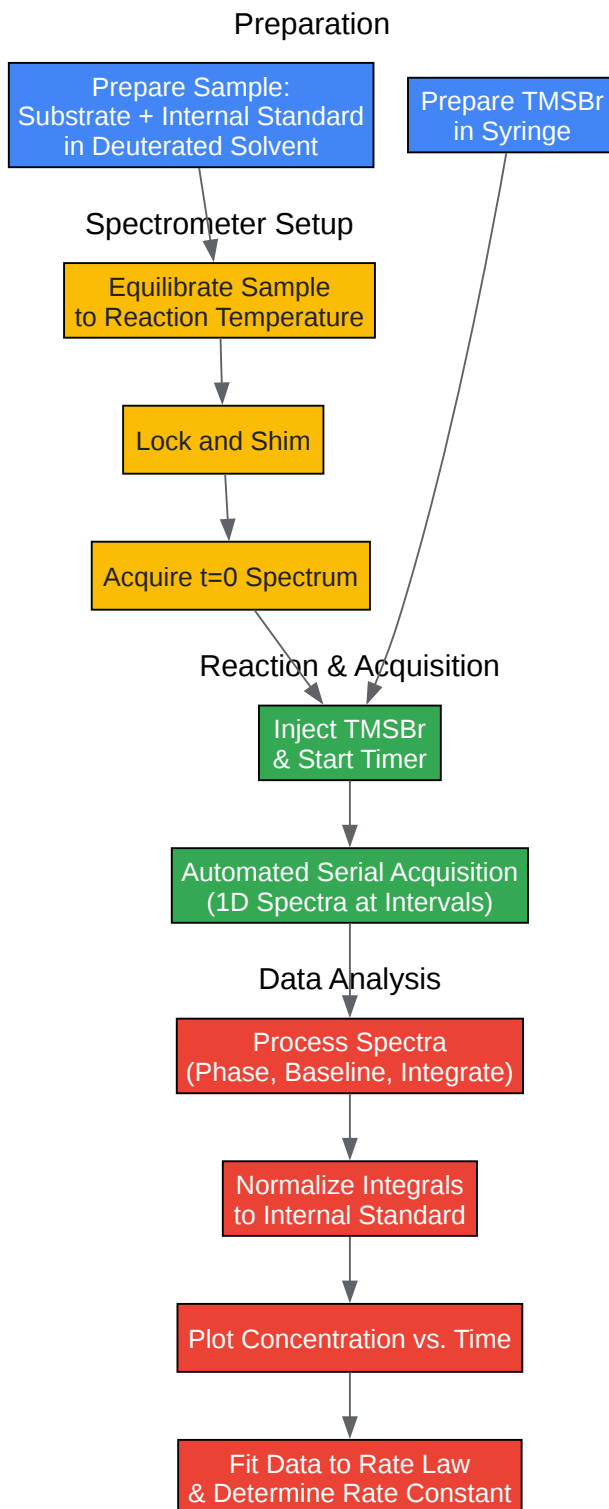 Preparation
Prepare Sample:
Substrate + Internal Standard
in Deuterated Solvent
Prepare TMSBr
in Syringe
Spectrometer Setup
Equilibrate Sample
to Reaction Temperature
Lock and Shim
Acquire t=0 Spectrum
Reaction & Acquisition
Inject TMSBr
& Start Timer
Automated Serial Acquisition
(1D Spectra at Intervals)
Data Analysis
Process Spectra
(Phase, Baseline, Integrate)
Normalize Integrals
to Internal Standard
Plot Concentration vs. Time
Fit Data to Rate Law
& Determine Rate Constant